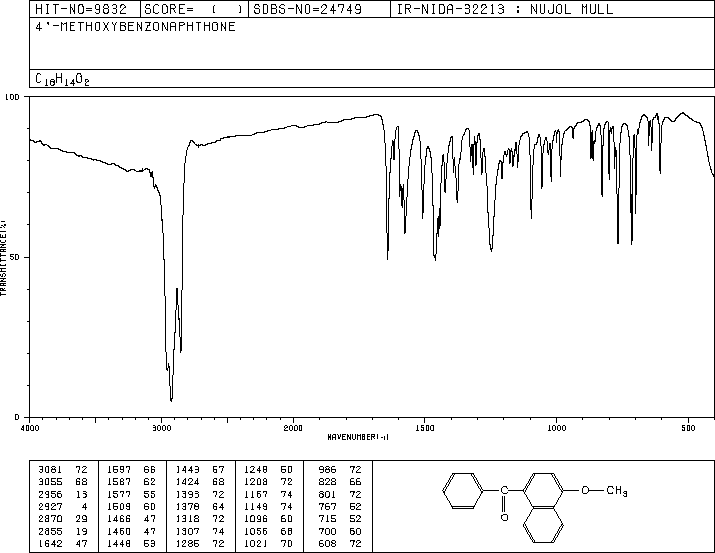 HIT-NO=9832 SCORE= ( ) SDBS-NO=24749 IR-NIDA-32213 : NUJOL MULL
4'-METHOXYBENZONAPHTHONE
C18H14O2
100
50
0
TRANSMITTANCE(%)
4000 3000 2000 1500 1000 500
WAVENUMBER(-1)
3081 72 1597 66 1443 57 1248 50 986 72
3055 68 1587 62 1424 68 1208 72 828 66
2956 13 1577 55 1393 72 1167 74 801 72
2927 4 1509 60 1378 64 1149 74 767 52
2870 29 1466 47 1318 72 1096 60 715 52
2855 19 1460 47 1307 74 1056 68 700 60
1642 47 1448 53 1285 72 1021 70 608 72
C O CH3
O